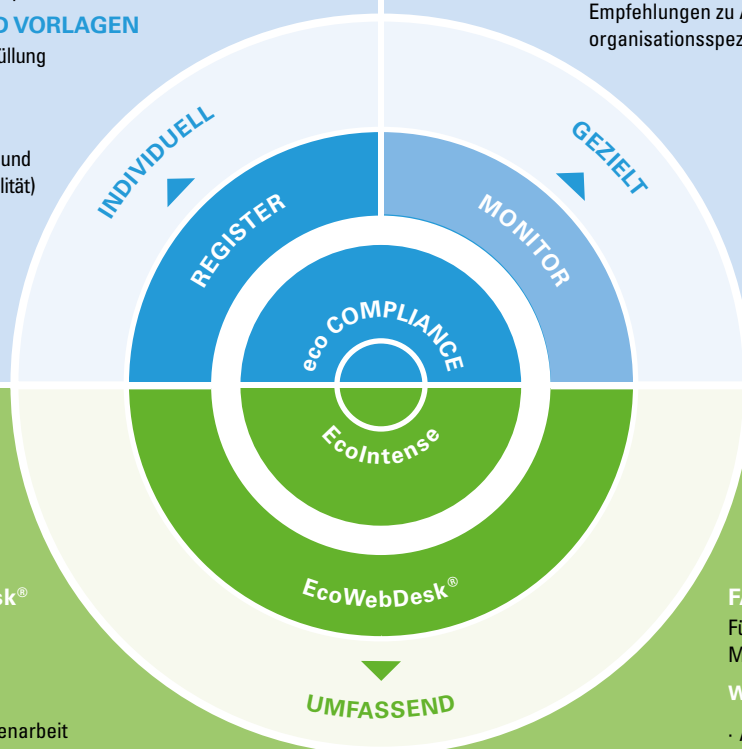 D VORLAGEN
üllung
und
lität)
Empfehlungen zu A
organisationsspez
INDIVIDUELL
GEZIELT
REGISTER
MONITOR
eco COMPLIANCE
EcoIntense
EcoWebDesk®
UMFASSEND
sk®
enarbeit
FA
Fü
M
W
· A